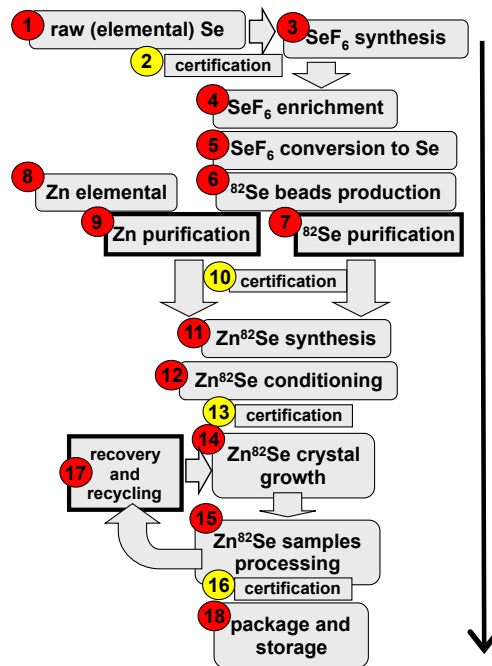 1 raw (elemental) Se
3 SeF₆ synthesis
2 certification
4 SeF₆ enrichment
5 SeF₆ conversion to Se
6 ⁸²Se beads production
8 Zn elemental
9 Zn purification
7 ⁸²Se purification
10 certification
11 Zn⁸²Se synthesis
12 Zn⁸²Se conditioning
13 certification
14 Zn⁸²Se crystal
growth
17 recovery
and
recycling
15 Zn⁸²Se samples
processing
16 certification
18 package and
storage